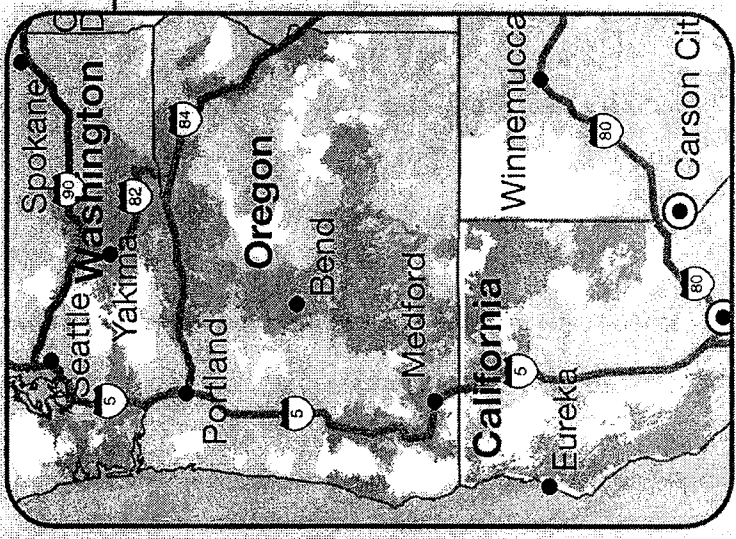 Spokane
90
Washington
C
D
Seattle
Yakima
82
84
5
Portland
Oregon
Bend
5
Medford
California
5
Eureka
Winnemucca
80
80
Carson Cit